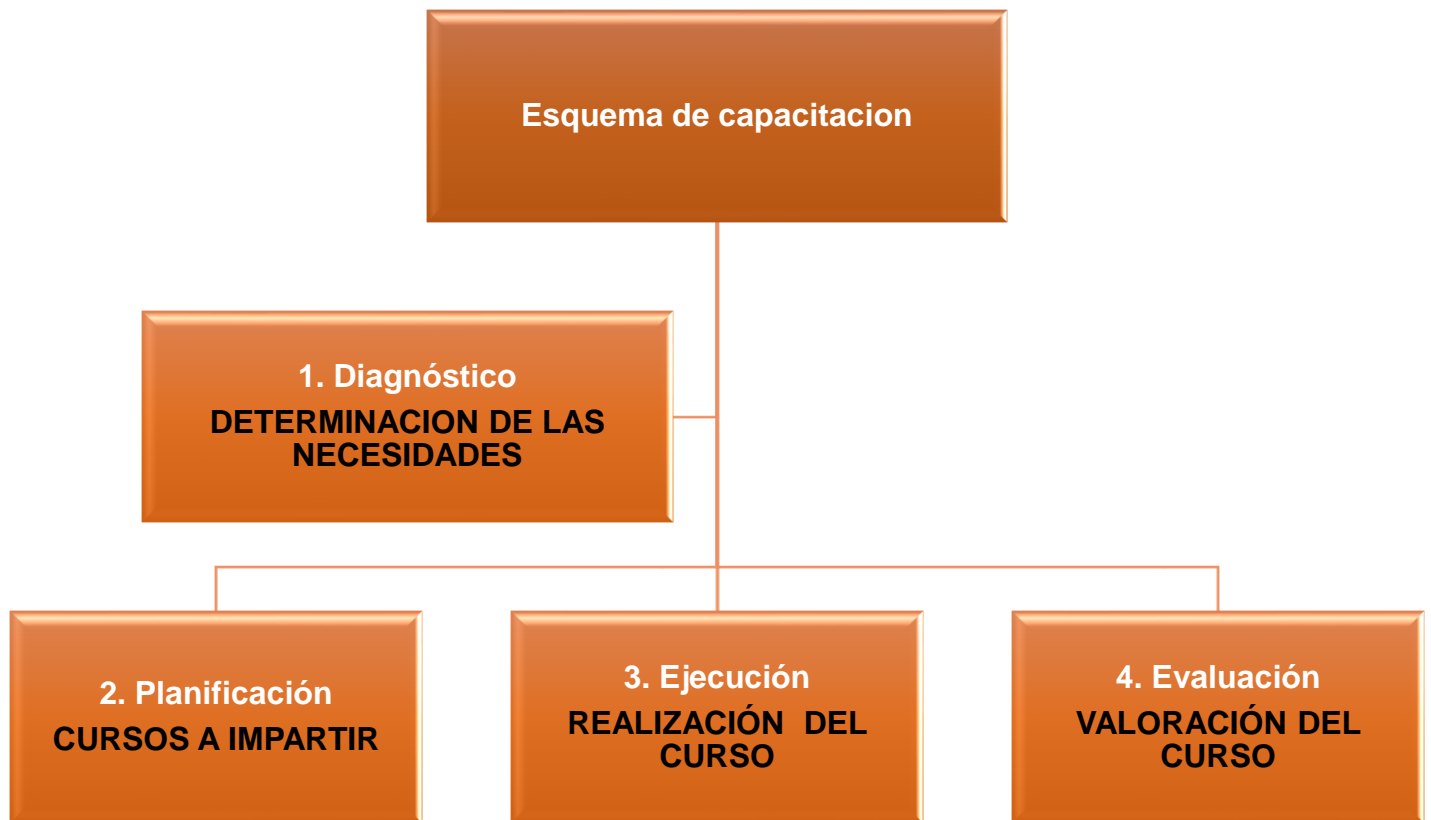 Esquema de capacitacion
1. Diagnóstico
DETERMINACION DE LAS
NECESIDADES
2. Planificación
CURSOS A IMPARTIR
3. Ejecución
REALIZACIÓN  DEL
CURSO
4. Evaluación
VALORACIÓN DEL
CURSO